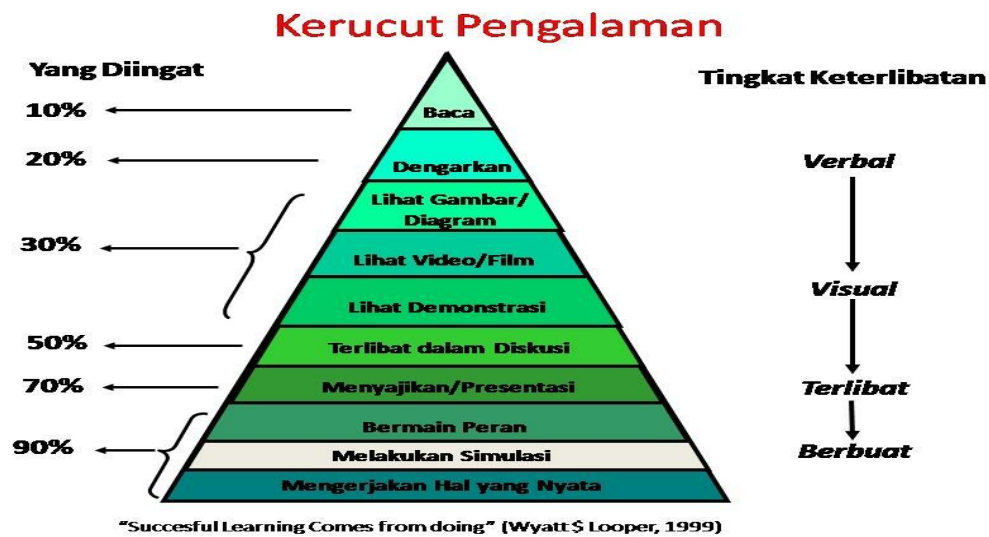 Kerucut Pengalaman
Yang Diingat
Tingkat Keterlibatan
10%
Baca
20%
Dengarkan
Verbal
30%
Lihat Gambar/
Diagram
Lihat Video/Film
Visual
Lihat Demonstrasi
50%
Terlibat dalam Diskusi
70%
Menyajikan/Presentasi
Terlibat
Bermain Peran
90%
Melakukan Simulasi
Berbuat
Mengerjakan Hal yang Nyata
“Succesful Learning Comes from doing” (Wyatt $ Looper, 1999)